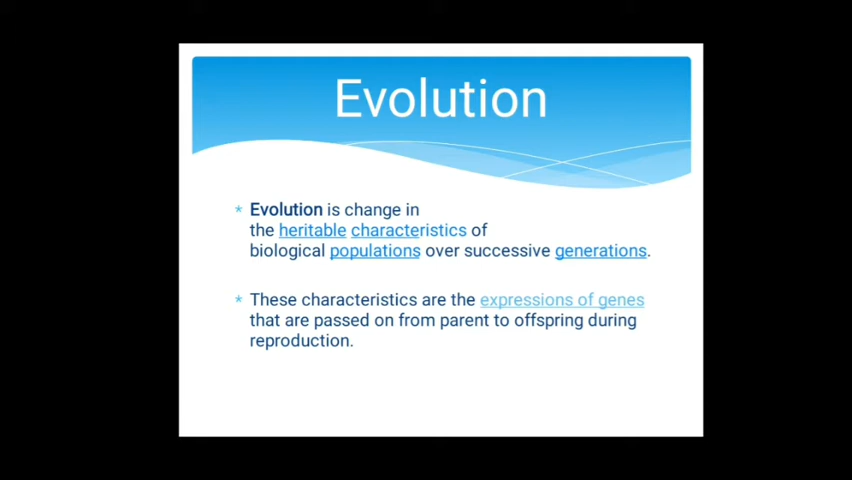 Evolution
* Evolution is change in
the heritable characteristics of
biological populations over successive generations.
* These characteristics are the expressions of genes
that are passed on from parent to offspring during
reproduction.